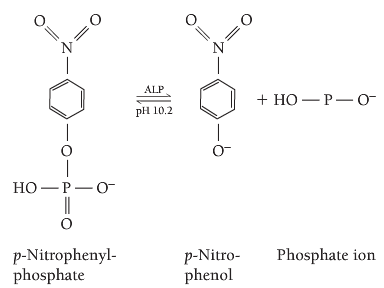 O O O O
N N
ALP
pH 10.2
+ HO — P — O⁻
O O⁻
HO — P — O⁻
O
p-Nitrophenyl- p-Nitro- Phosphate ion
phosphate phenol